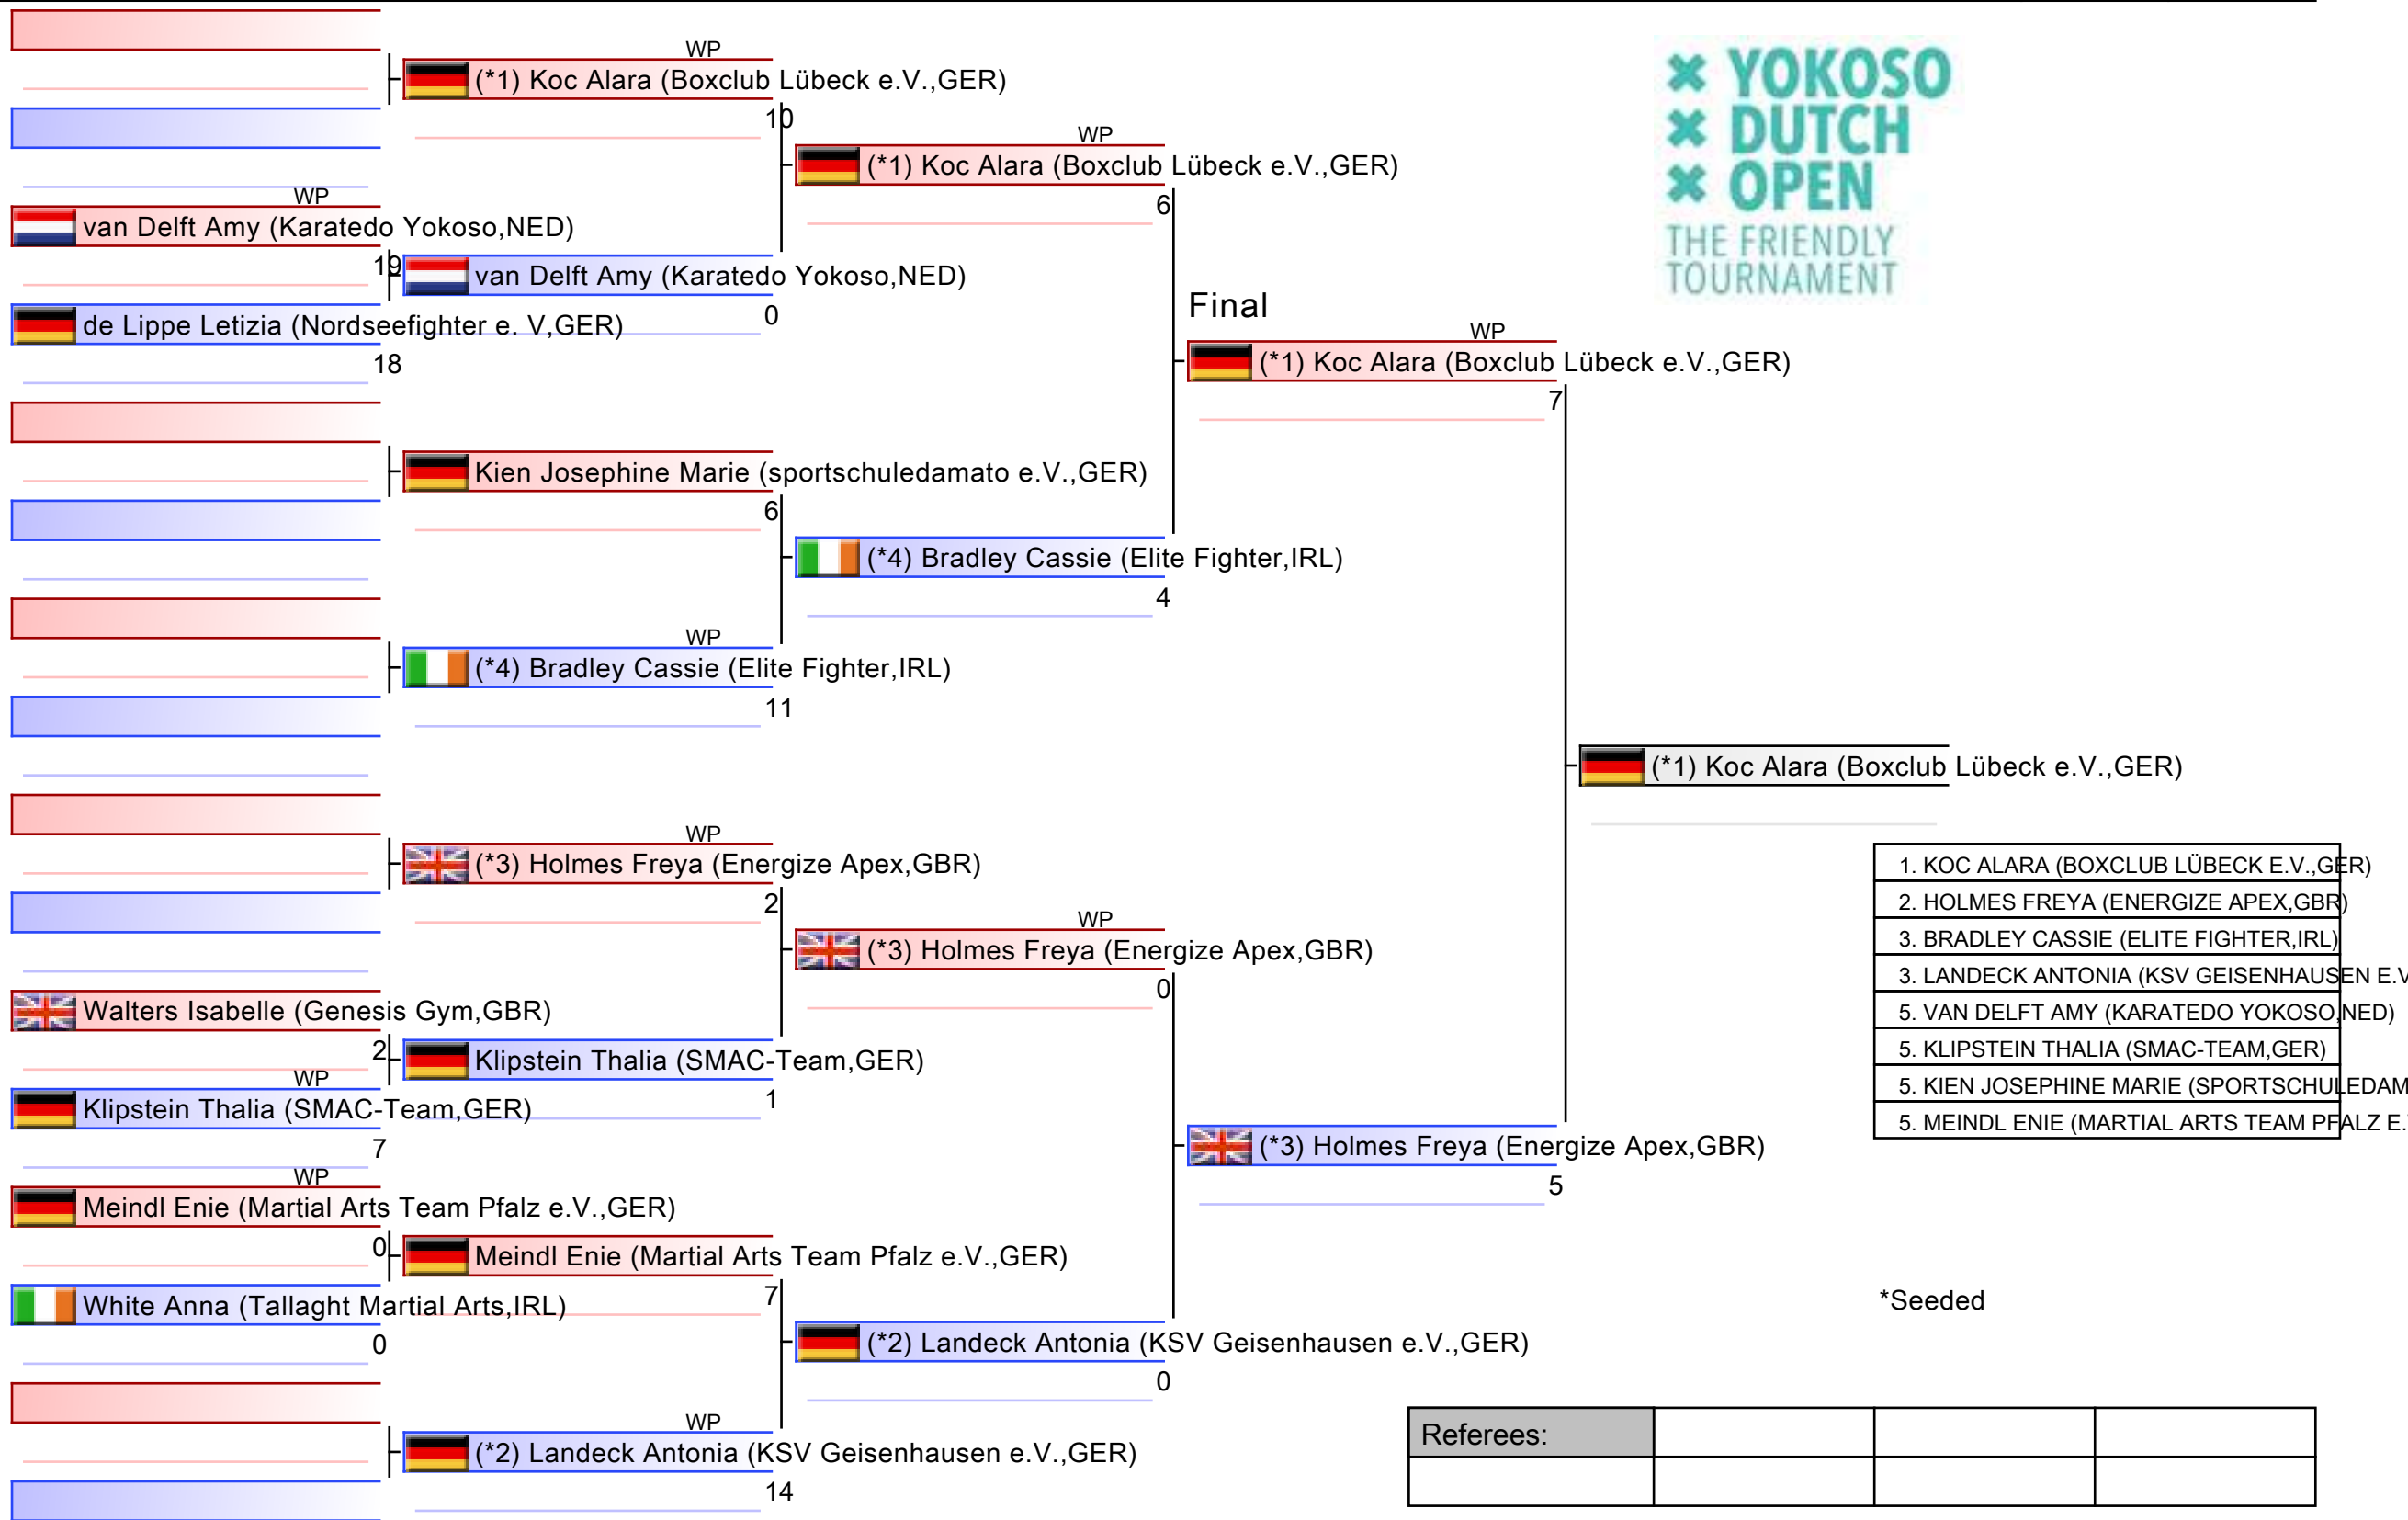 WP
(*1) Koc Alara (Boxclub Lübeck e.V.,GER)
10
YOKOSO
DUTCH
OPEN
THE FRIENDLY
TOURNAMENT
WP
(*1) Koc Alara (Boxclub Lübeck e.V.,GER)
6
WP
van Delft Amy (Karatedo Yokoso,NED)
19
van Delft Amy (Karatedo Yokoso,NED)
0
de Lippe Letizia (Nordseefighter e. V,GER)
18
Final
WP
(*1) Koc Alara (Boxclub Lübeck e.V.,GER)
7
Kien Josephine Marie (sportschuledamato e.V.,GER)
6
(*4) Bradley Cassie (Elite Fighter,IRL)
4
WP
(*4) Bradley Cassie (Elite Fighter,IRL)
11
(*1) Koc Alara (Boxclub Lübeck e.V.,GER)
WP
(*3) Holmes Freya (Energize Apex,GBR)
2
WP
(*3) Holmes Freya (Energize Apex,GBR)
0
1. KOC ALARA (BOXCLUB LÜBECK E.V.,GER)
2. HOLMES FREYA (ENERGIZE APEX,GBR)
3. BRADLEY CASSIE (ELITE FIGHTER,IRL)
3. LANDECK ANTONIA (KSV GEISENHAUSEN E.V
5. VAN DELFT AMY (KARATEDO YOKOSO,NED)
5. KLIPSTEIN THALIA (SMAC-TEAM,GER)
5. KIEN JOSEPHINE MARIE (SPORTSCHULEDAM
5. MEINDL ENIE (MARTIAL ARTS TEAM PFALZ E.
Walters Isabelle (Genesis Gym,GBR)
2
Klipstein Thalia (SMAC-Team,GER)
1
WP
Klipstein Thalia (SMAC-Team,GER)
7
(*3) Holmes Freya (Energize Apex,GBR)
5
WP
Meindl Enie (Martial Arts Team Pfalz e.V.,GER)
0
Meindl Enie (Martial Arts Team Pfalz e.V.,GER)
7
White Anna (Tallaght Martial Arts,IRL)
0
*Seeded
(*2) Landeck Antonia (KSV Geisenhausen e.V.,GER)
0
WP
(*2) Landeck Antonia (KSV Geisenhausen e.V.,GER)
14
Referees: